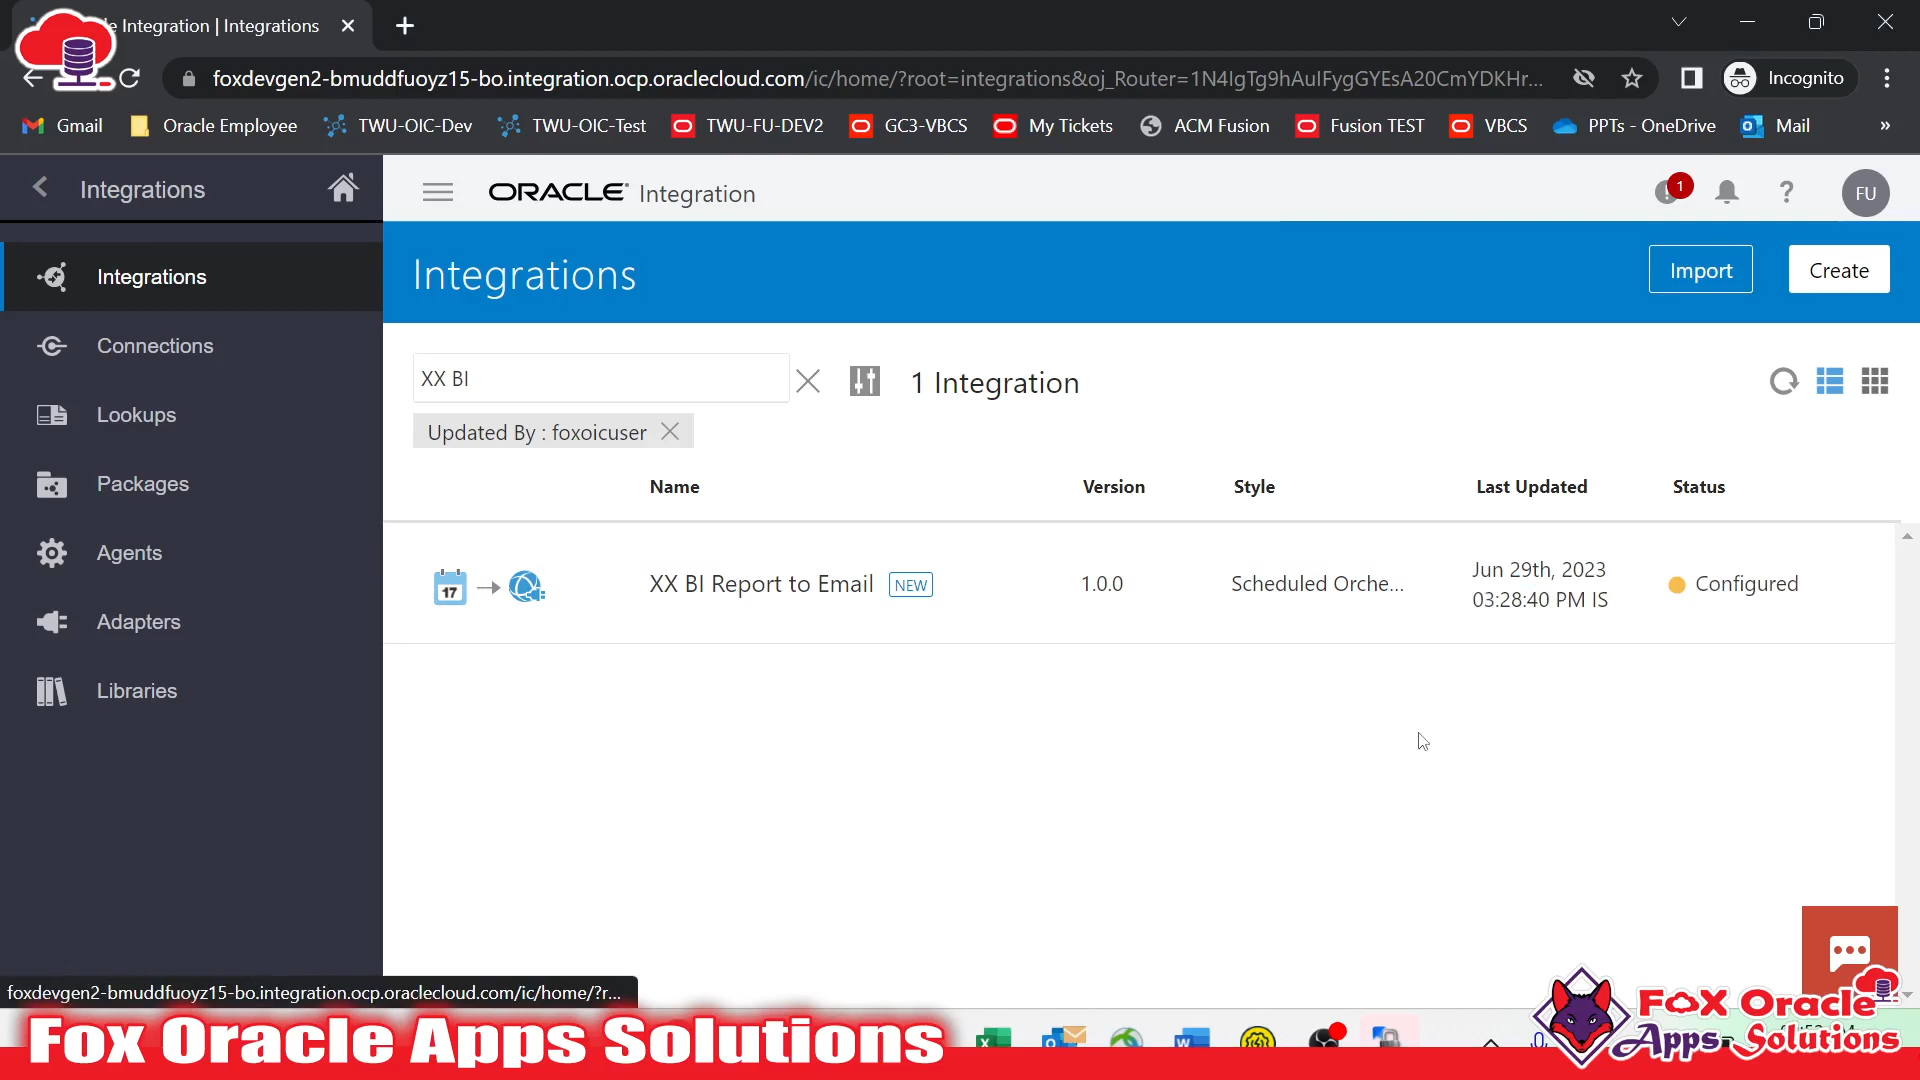 e Integration | Integrations
foxdevgen2-bmuddfuoyz15-bo.integration.ocp.oraclecloud.com/ic/home/?root=integrations&oj_Router=1N4IgTg9hAuIFygGYEsA20CmYDKHr...
Incognito
Gmail Oracle Employee TWU-OIC-Dev TWU-OIC-Test TWU-FU-DEV2 GC3-VBCS My Tickets ACM Fusion Fusion TEST VBCS PPTs - OneDrive Mail »
Integrations
ORACLE Integration
1
?
FU
Integrations
Connections
Lookups
Packages
Agents
Adapters
Libraries
Integrations
Import
Create
XX BI
1 Integration
Updated By : foxoicuser
Name Version Style Last Updated Status
17
XX BI Report to Email NEW 1.0.0 Scheduled Orche... Jun 29th, 2023
03:28:40 PM IS
Configured
foxdevgen2-bmuddfuoyz15-bo.integration.ocp.oraclecloud.com/ic/home/?r...
Fox Oracle Apps Solutions
Fox Oracle
Apps Solutions